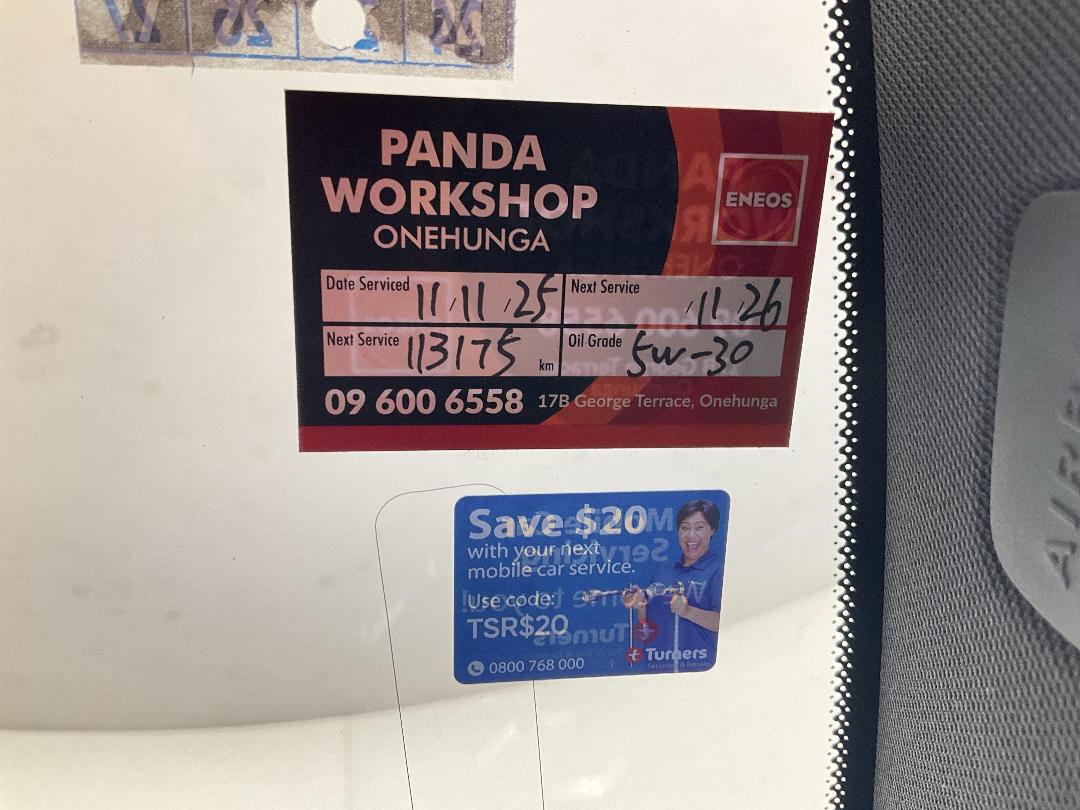 PANDA
WORKSHOP
ONEHUNGA
ENEOS
Date Serviced 11/11/25
Next Service /11/26
Next Service 113175 km
Oil Grade 5W-30
09 600 6558 17B George Terrace, Onehunga
Save $20
with your next
mobile car service.
Use code:
TSR$20
0800 768 000
Turners
Servicing & Repairs